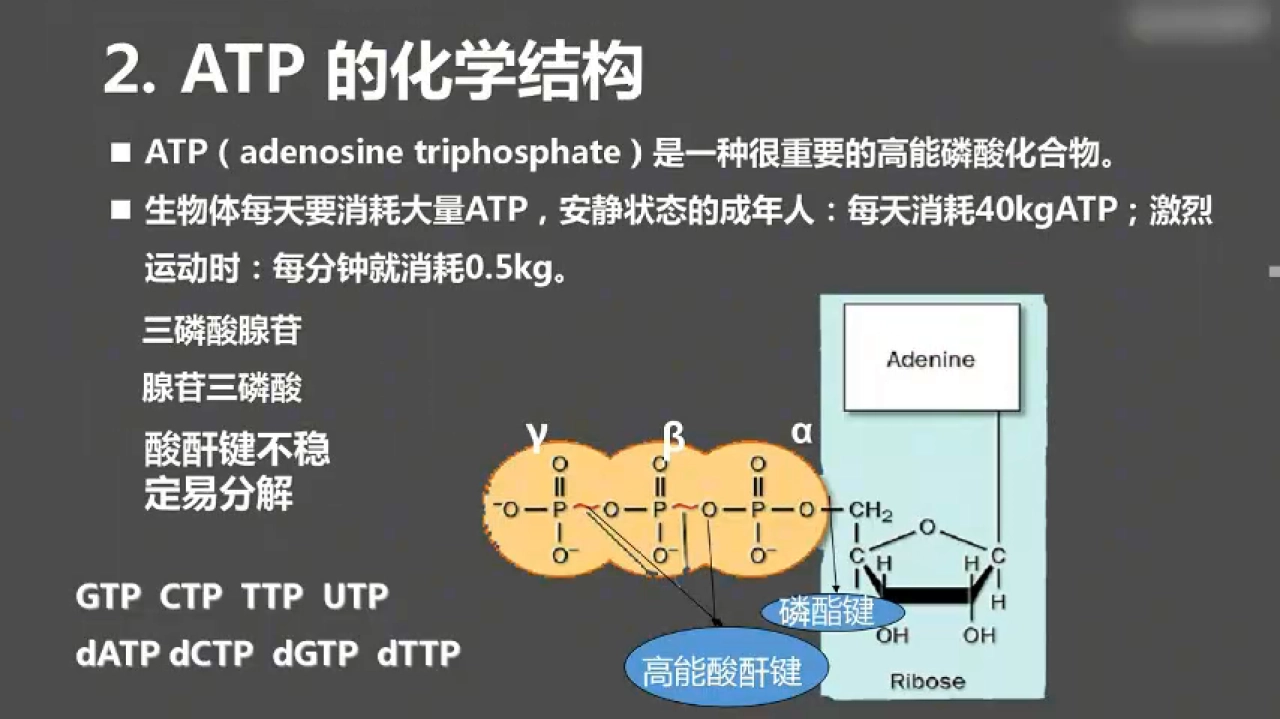 2. ATP 的化学结构
■ ATP（adenosine triphosphate）是一种很重要的高能磷酸化合物。
■ 生物体每天要消耗大量ATP，安静状态的成年人：每天消耗40kgATP；激烈
运动时：每分钟就消耗0.5kg。
三磷酸腺苷
腺苷三磷酸
酸酐键不稳
定易分解
GTP CTP TTP UTP
dATP dCTP dGTP dTTP
Adenine
γ β α
O O O
⁻O—P~O—P~O—P—O—CH₂
O⁻ O⁻ O⁻
O
C H H C
H
磷酯键
OH OH
高能酸酐键
Ribose